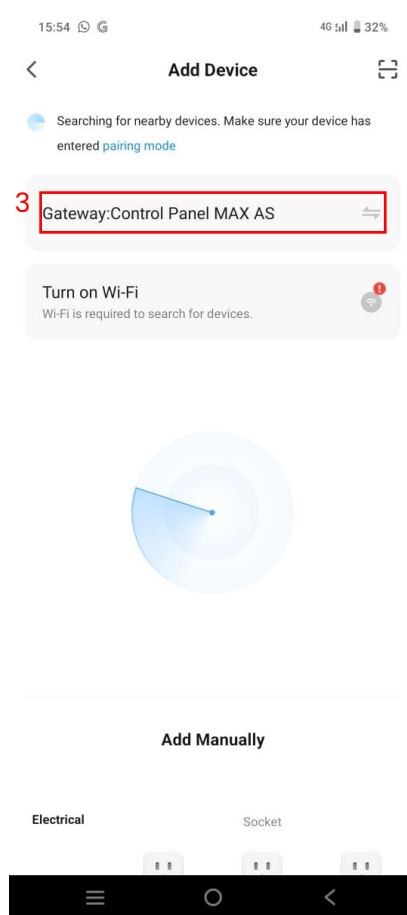 15:54 4G 32%
Add Device
Searching for nearby devices. Make sure your device has
entered pairing mode
3
Gateway:Control Panel MAX AS
Turn on Wi-Fi
Wi-Fi is required to search for devices.
Add Manually
Electrical Socket